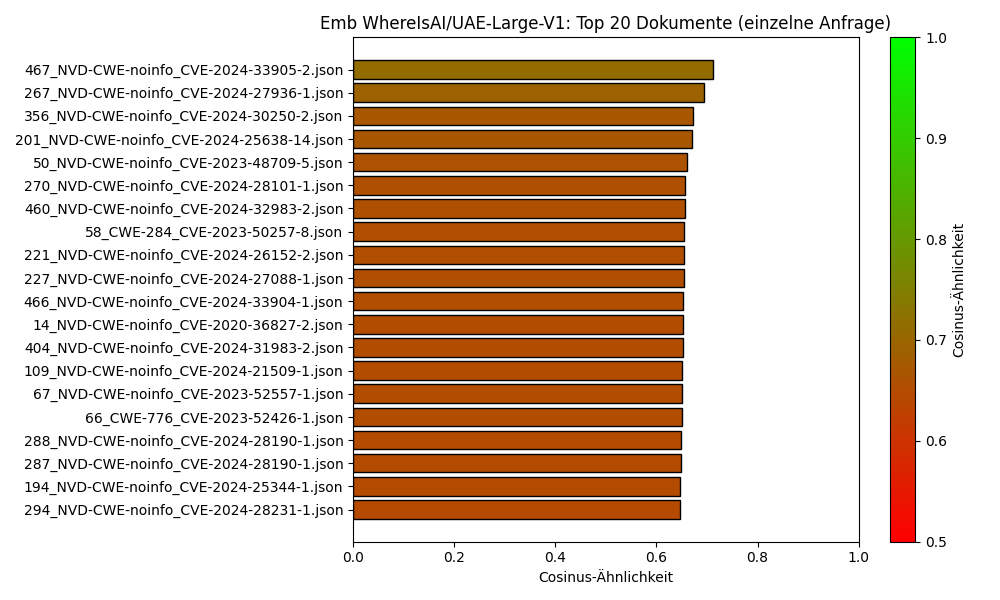 Emb WhereIsAI/UAE-Large-V1: Top 20 Dokumente (einzelne Anfrage)
467_NVD-CWE-noinfo_CVE-2024-33905-2.json
267_NVD-CWE-noinfo_CVE-2024-27936-1.json
356_NVD-CWE-noinfo_CVE-2024-30250-2.json
201_NVD-CWE-noinfo_CVE-2024-25638-14.json
50_NVD-CWE-noinfo_CVE-2023-48709-5.json
270_NVD-CWE-noinfo_CVE-2024-28101-1.json
460_NVD-CWE-noinfo_CVE-2024-32983-2.json
58_CWE-284_CVE-2023-50257-8.json
221_NVD-CWE-noinfo_CVE-2024-26152-2.json
227_NVD-CWE-noinfo_CVE-2024-27088-1.json
466_NVD-CWE-noinfo_CVE-2024-33904-1.json
14_NVD-CWE-noinfo_CVE-2020-36827-2.json
404_NVD-CWE-noinfo_CVE-2024-31983-2.json
109_NVD-CWE-noinfo_CVE-2024-21509-1.json
67_NVD-CWE-noinfo_CVE-2023-52557-1.json
66_CWE-776_CVE-2023-52426-1.json
288_NVD-CWE-noinfo_CVE-2024-28190-1.json
287_NVD-CWE-noinfo_CVE-2024-28190-1.json
194_NVD-CWE-noinfo_CVE-2024-25344-1.json
294_NVD-CWE-noinfo_CVE-2024-28231-1.json
0.0 0.2 0.4 0.6 0.8 1.0
Cosinus-Ähnlichkeit
1.0
0.9
0.8
0.7
0.6
0.5
Cosinus-Ähnlichkeit